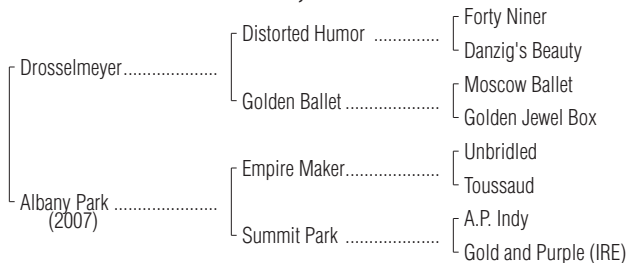 Forty Niner
Distorted Humor ..............
Danzig's Beauty
Drosselmeyer....................
Moscow Ballet
Golden Ballet ....................
Golden Jewel Box
Unbridled
Empire Maker....................
Toussaud
Albany Park ......................
(2007)
A.P. Indy
Summit Park ....................
Gold and Purple (IRE)